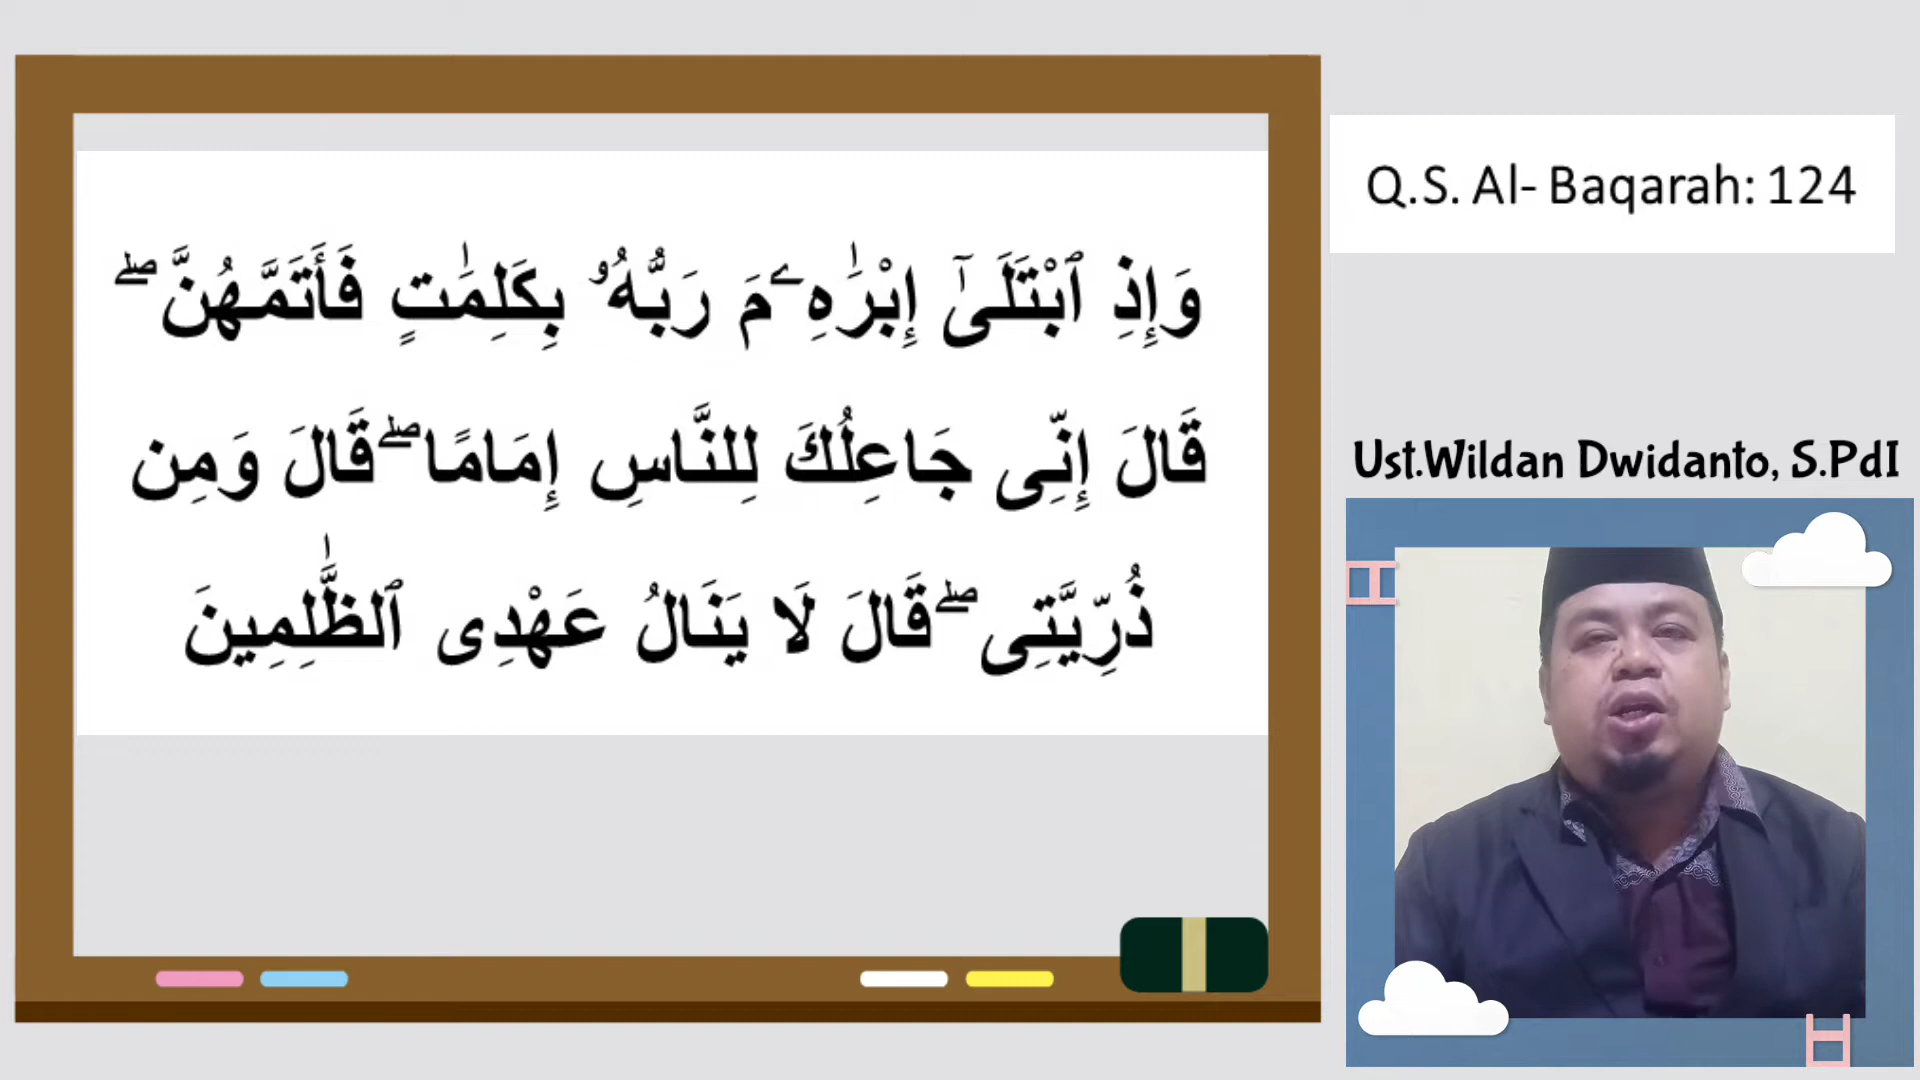 وَإِذِ ٱبْتَلَىٰٓ إِبْرَٰهِۦمَ رَبُّهُۥ بِكَلِمَٰتٍ فَأَتَمَّهُنَّ ۖ
قَالَ إِنِّى جَاعِلُكَ لِلنَّاسِ إِمَامًا ۖ قَالَ وَمِن
ذُرِّيَّتِى ۖ قَالَ لَا يَنَالُ عَهْدِى ٱلظَّٰلِمِينَ
Q.S. Al- Baqarah: 124
Ust.Wildan Dwidanto, S.PdI